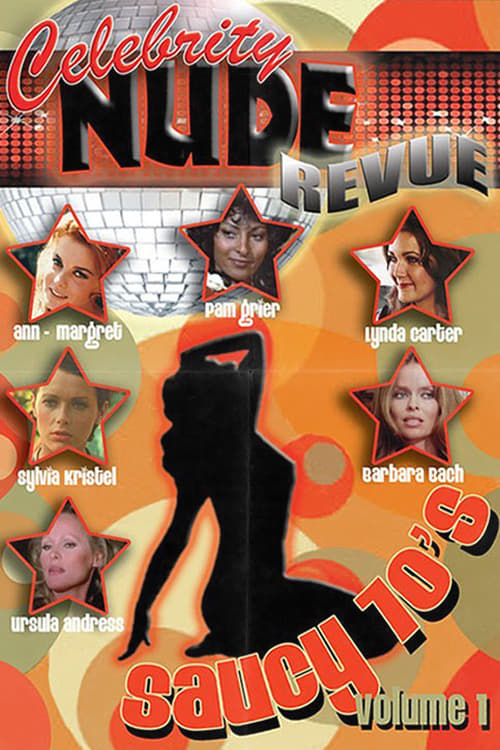 Celebrity
NUDE
REVUE
ann-margret
pam grier
Lynda Carter
Sylvia Kristel
Barbara Bach
ursula andress
saucy 70's
volume 1